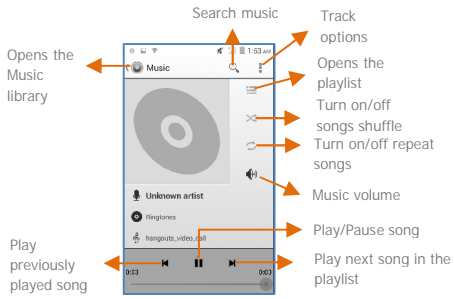 Search music
Track
options
Opens the
Music
library
1:53 AM
Music
Opens the
playlist
Turn on/off
songs shuffle
Turn on/off repeat
songs
Music volume
Unknown artist
Ringtones
hangouts_video_call
Play/Pause song
Play
previously
played song
Play next song in the
playlist
0:03
0:03